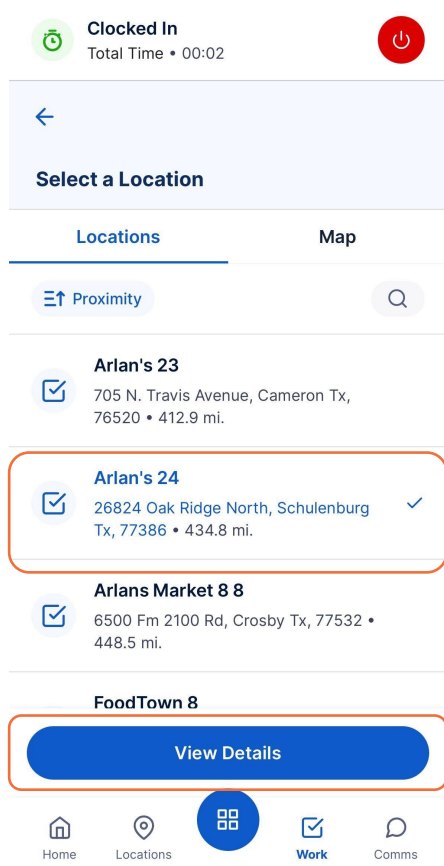 Clocked In
Total Time • 00:02
Select a Location
Locations
Map
Proximity
Arlan's 23
705 N. Travis Avenue, Cameron Tx,
76520 • 412.9 mi.
Arlan's 24
26824 Oak Ridge North, Schulenburg
Tx, 77386 • 434.8 mi.
Arlans Market 8 8
6500 Fm 2100 Rd, Crosby Tx, 77532 •
448.5 mi.
FoodTown 8
View Details
Home
Locations
Work
Comms